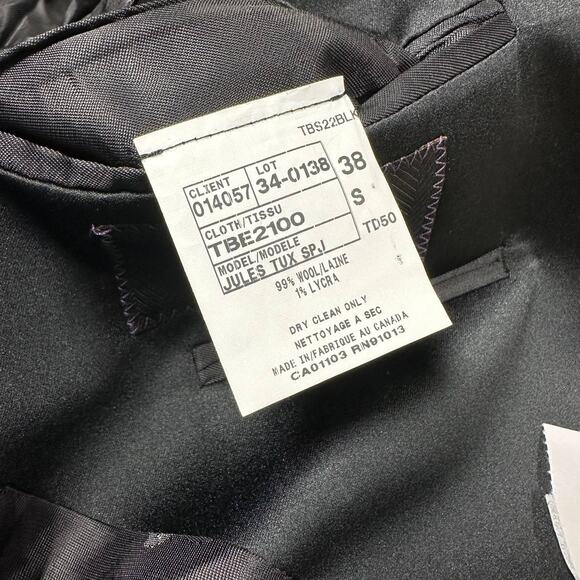 TBS22BLK
CLIENT LOT
014057 34-0138 38
CLOTH/TISSU S
TBE2100
MODEL/MODELE TD50
JULES TUX SPJ
99% WOOL/LAINE
1% LYCRA
DRY CLEAN ONLY
NETTOYAGE A SEC
MADE IN/FABRIQUE AU CANADA
CA01103 RN91013